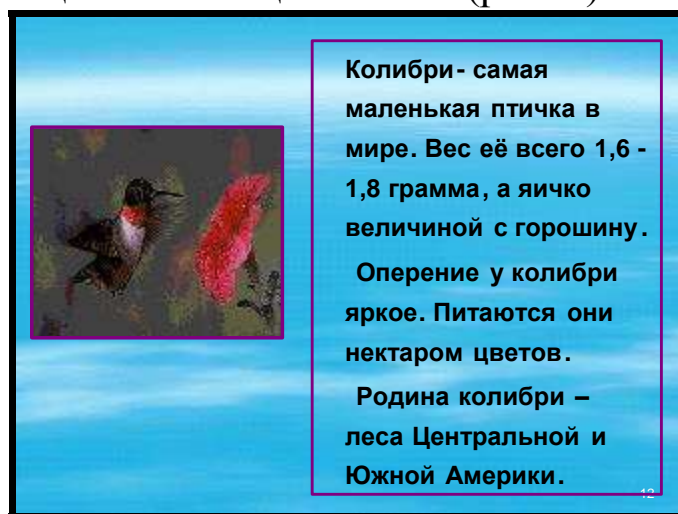 Колибри- самая
маленькая птичка в
мире. Вес её всего 1,6 -
1,8 грамма, а яичко
величиной с горошину.
Оперение у колибри
яркое. Питаются они
нектаром цветов.
Родина колибри –
леса Центральной и
Южной Америки.
12